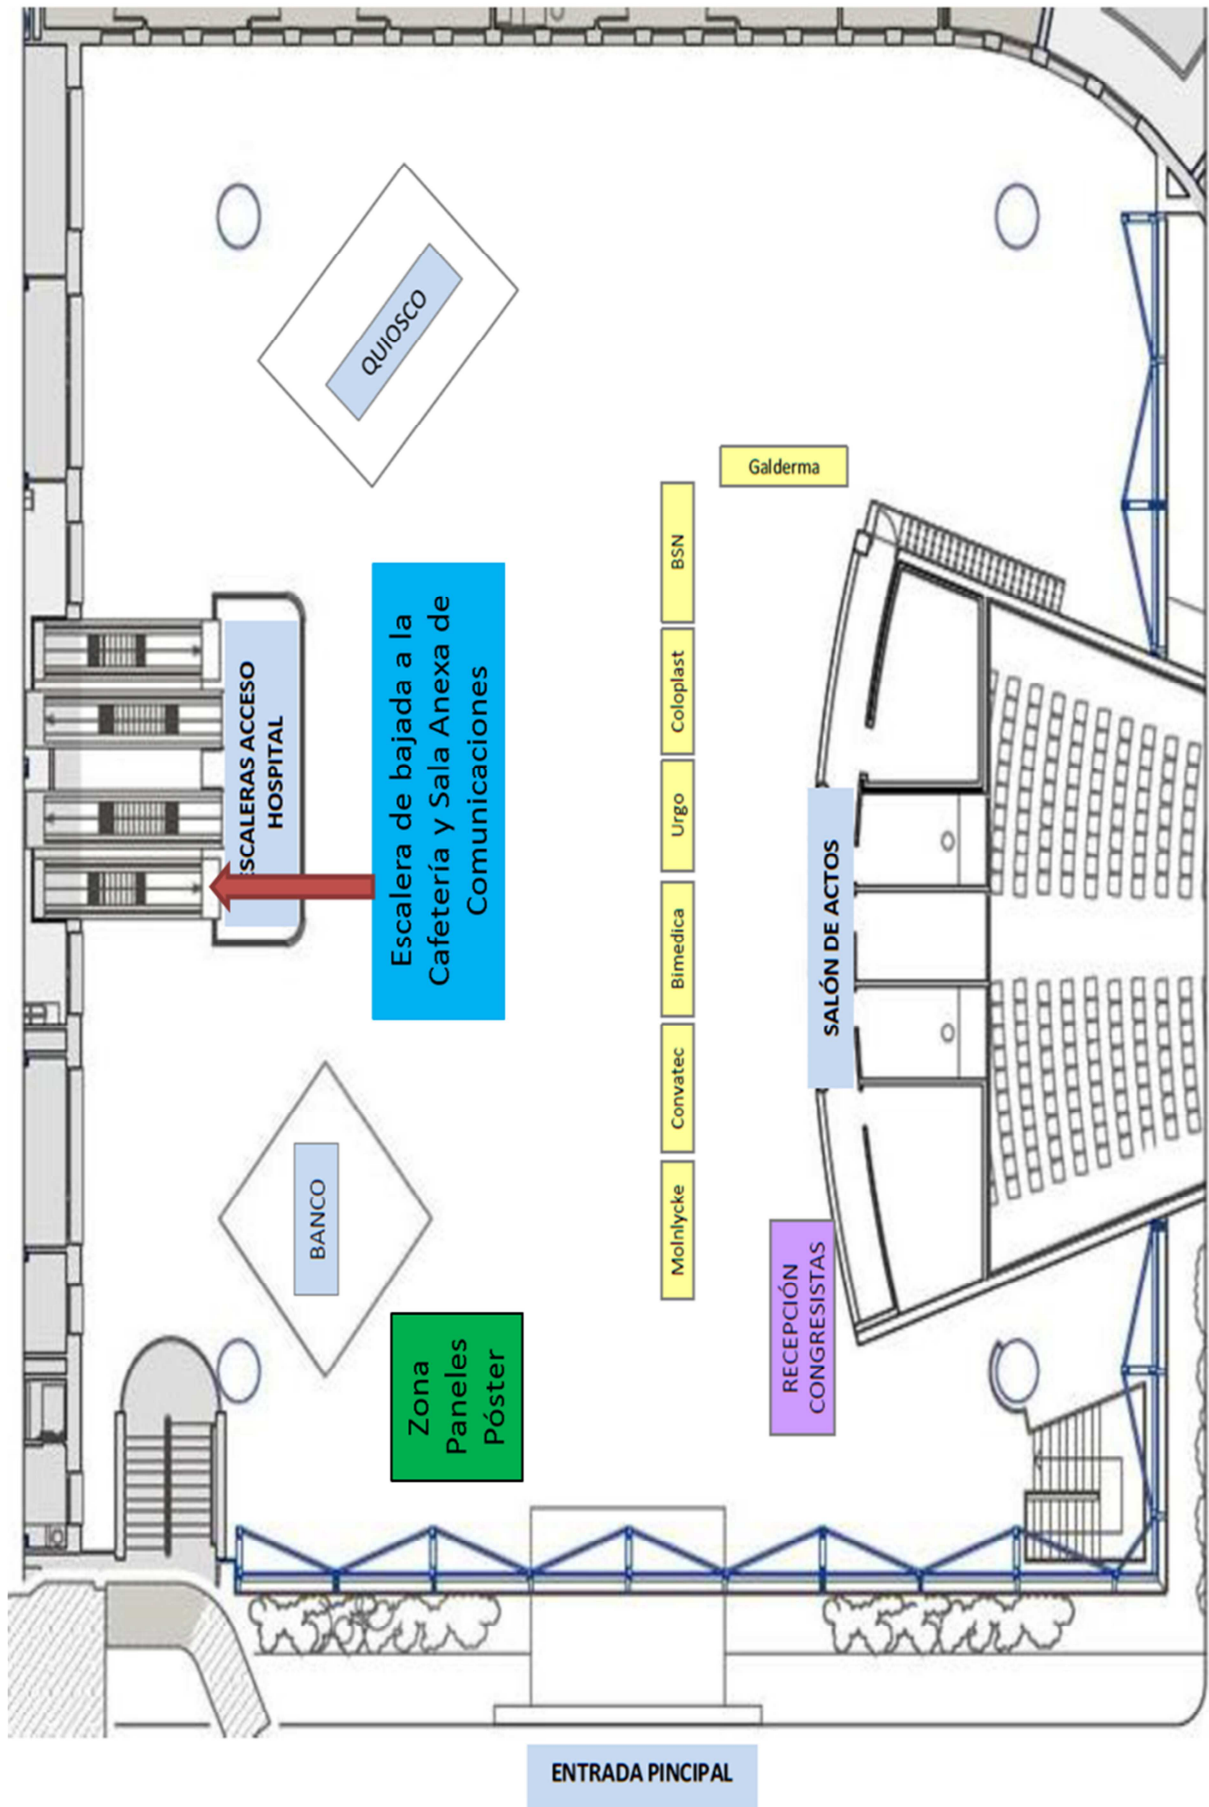 QUIOSCO
Galderma
BSN
Coloplast
Urgo
Bimedica
Convatec
Molnlycke
ESCALERAS ACCESO
HOSPITAL
Escalera de bajada a la
Cafetería y Sala Anexa de
Comunicaciones
SALÓN DE ACTOS
BANCO
Zona
Paneles
Póster
RECEPCIÓN
CONGRESISTAS
ENTRADA PINCIPAL